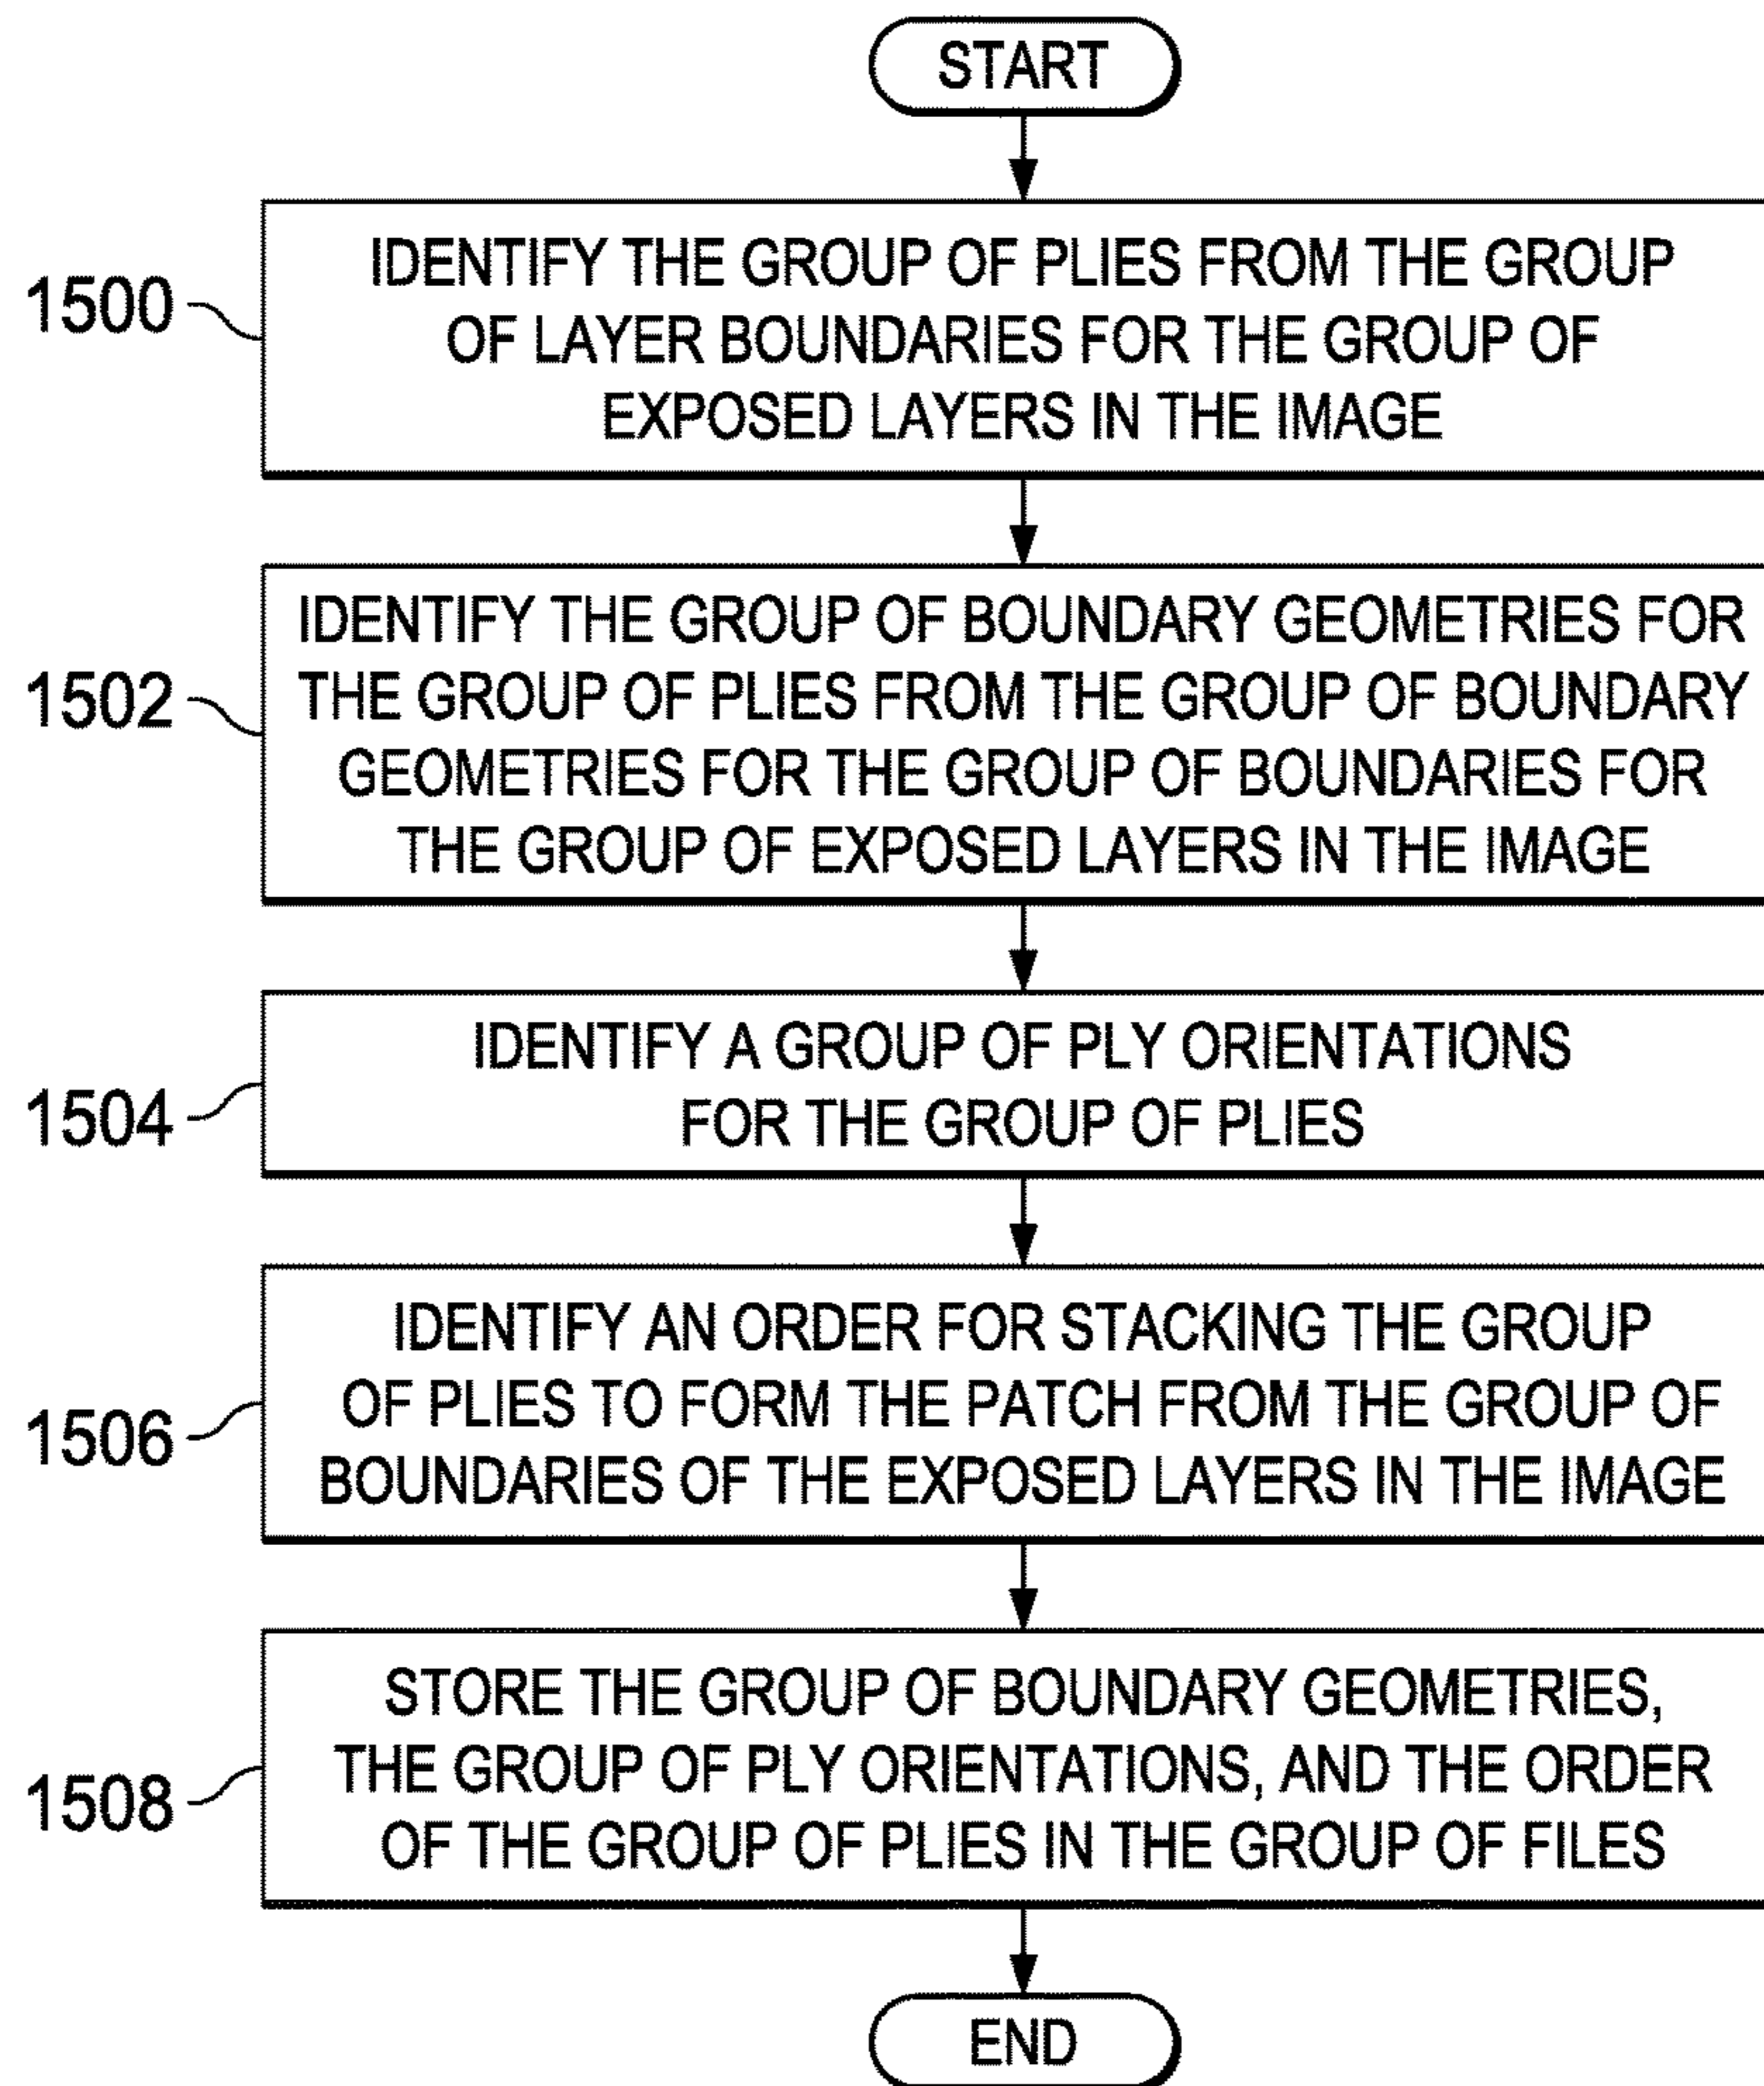 START
1500
IDENTIFY THE GROUP OF PLIES FROM THE GROUP
OF LAYER BOUNDARIES FOR THE GROUP OF
EXPOSED LAYERS IN THE IMAGE
1502
IDENTIFY THE GROUP OF BOUNDARY GEOMETRIES FOR
THE GROUP OF PLIES FROM THE GROUP OF BOUNDARY
GEOMETRIES FOR THE GROUP OF BOUNDARIES FOR
THE GROUP OF EXPOSED LAYERS IN THE IMAGE
1504
IDENTIFY A GROUP OF PLY ORIENTATIONS
FOR THE GROUP OF PLIES
1506
IDENTIFY AN ORDER FOR STACKING THE GROUP
OF PLIES TO FORM THE PATCH FROM THE GROUP OF
BOUNDARIES OF THE EXPOSED LAYERS IN THE IMAGE
1508
STORE THE GROUP OF BOUNDARY GEOMETRIES,
THE GROUP OF PLY ORIENTATIONS, AND THE ORDER
OF THE GROUP OF PLIES IN THE GROUP OF FILES
END